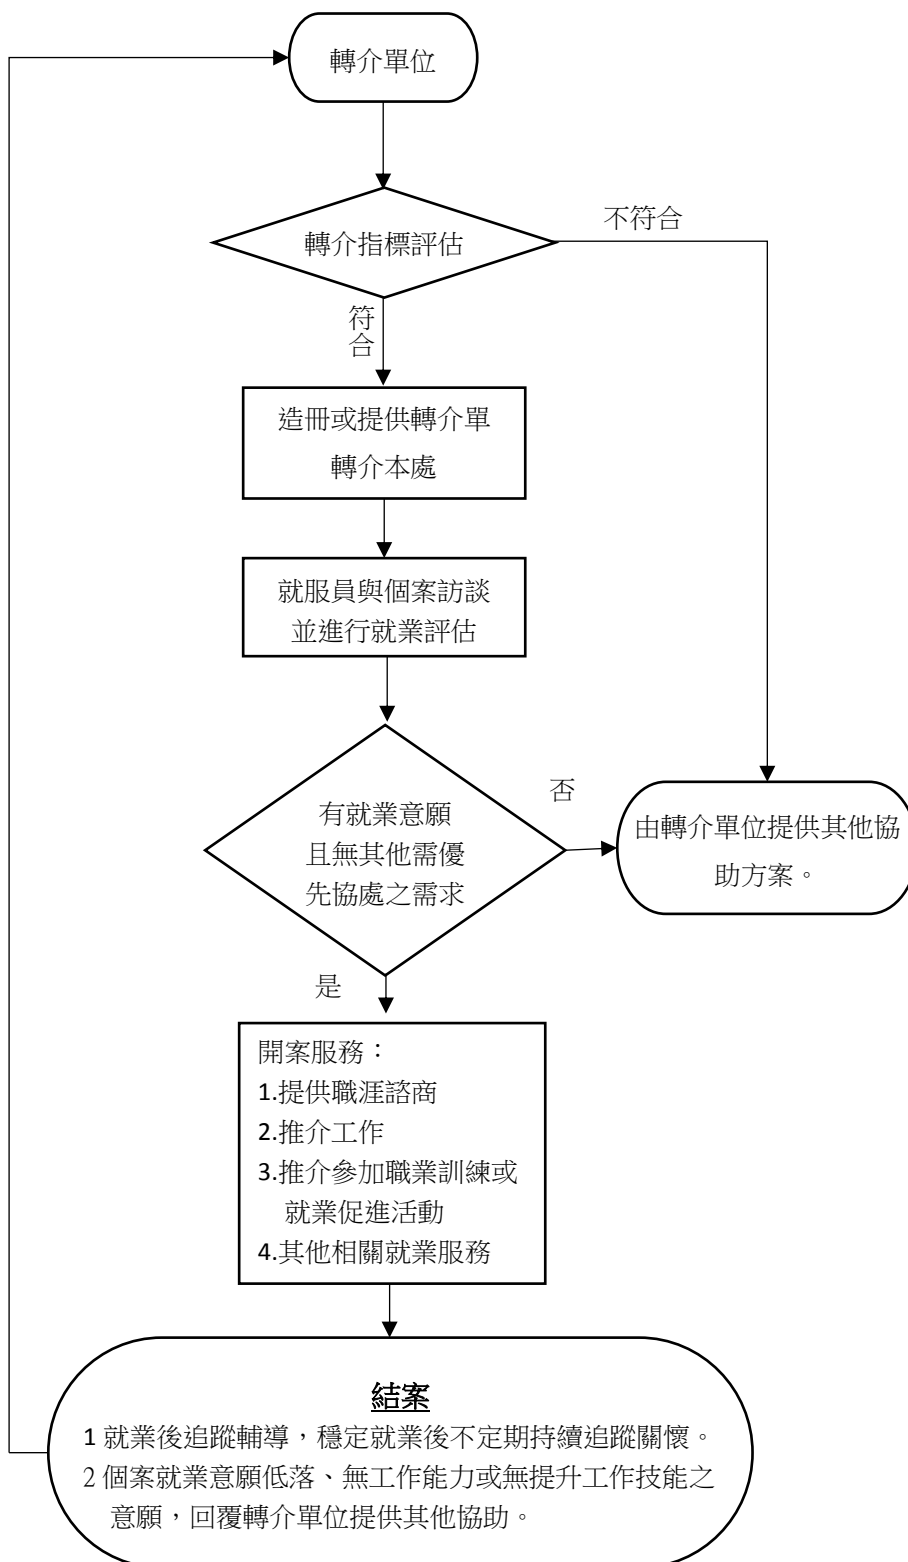 轉介單位
轉介指標評估
不符合
符
合
造冊或提供轉介單
轉介本處
就服員與個案訪談
並進行就業評估
有就業意願
且無其他需優
先協處之需求
否
由轉介單位提供其他協
助方案。
是
開案服務：
1.提供職涯諮商
2.推介工作
3.推介參加職業訓練或
就業促進活動
4.其他相關就業服務
結案
1 就業後追蹤輔導，穩定就業後不定期持續追蹤關懷。
2 個案就業意願低落、無工作能力或無提升工作技能之
意願，回覆轉介單位提供其他協助。